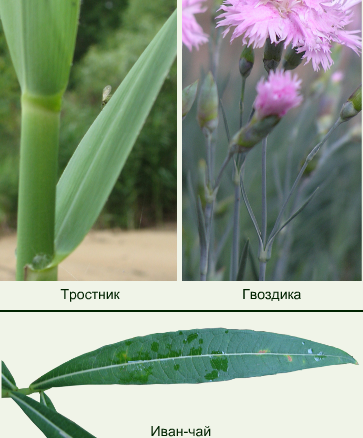 Тростник
Гвоздика
Иван-чай